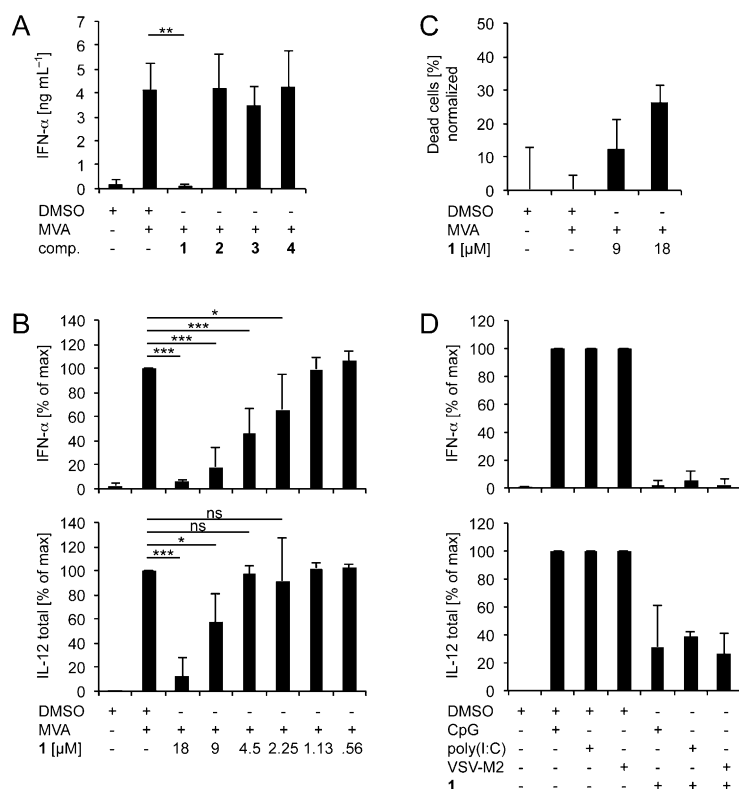 A
IFN-α [ng mL⁻¹]
**
7
6
5
4
3
2
1
0
DMSO + + - - - -
MVA - + + + + +
comp. - - 1 2 3 4
C
Dead cells [%]
normalized
50
40
30
20
10
0
DMSO + + - -
MVA - + + +
1 [µM] - - 9 18
B
IFN-α [% of max]
*
***
***
***
140
120
100
80
60
40
20
0
IL-12 total [% of max]
ns
ns
*
***
140
120
100
80
60
40
20
0
DMSO + + - - - - - -
MVA - + + + + + + +
1 [µM] - - 18 9 4.5 2.25 1.13 .56
D
IFN-α [% of max]
120
100
80
60
40
20
0
IL-12 total [% of max]
120
100
80
60
40
20
0
DMSO + + + + - - -
CpG - + - - + - -
poly(I:C) - - + - - + -
VSV-M2 - - - + - - +
1 - - - - + + +